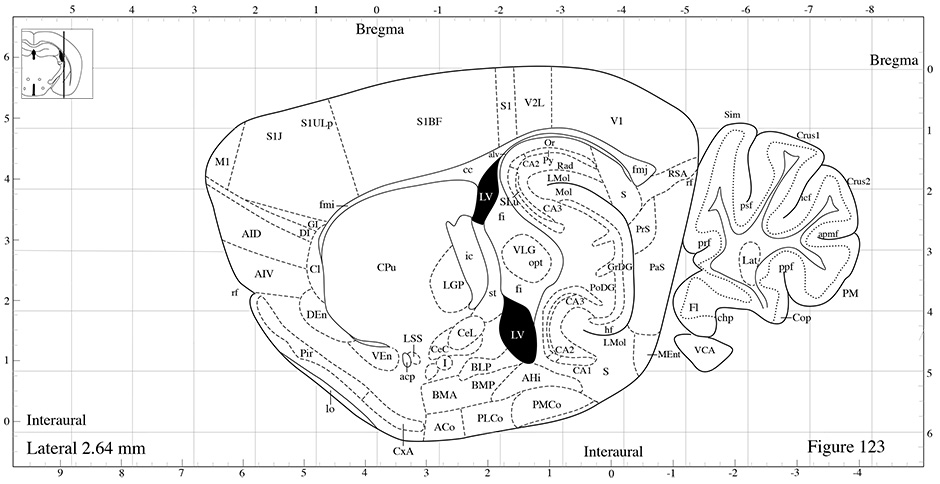 5 4 3 2 1 0 -1 -2 -3 -4 -5 -6 -7 -8
Bregma
Bregma
6 5 4 3 2 1 0
0 1 2 3 4 5 6
Sim
Crus1
Crus2
S1 V2L
S1J S1ULp S1BF V1
M1
alv Or
cc CA2 Py Rad fmj
LMol RSA
rf
LV Mol S
fmi SLu CA3
fi
psf icf
apmf
GI
DI
AID PrS
prf
Cl CPu ic VLG
opt GrDG PaS Lat ppf
AIV LGP
rf st fi PoDG
CA3
PM
DEn Fl
chp Cop
LSS CeL LV hf
LMol
Pir VEn CeC CA2 MEnt VCA
acp I BLP CA1 S
BMP AHi
BMA
lo PMCo
ACo PLCo
CxA
Interaural
Lateral 2.64 mm
Interaural
Figure 123
9 8 7 6 5 4 3 2 1 0 -1 -2 -3 -4